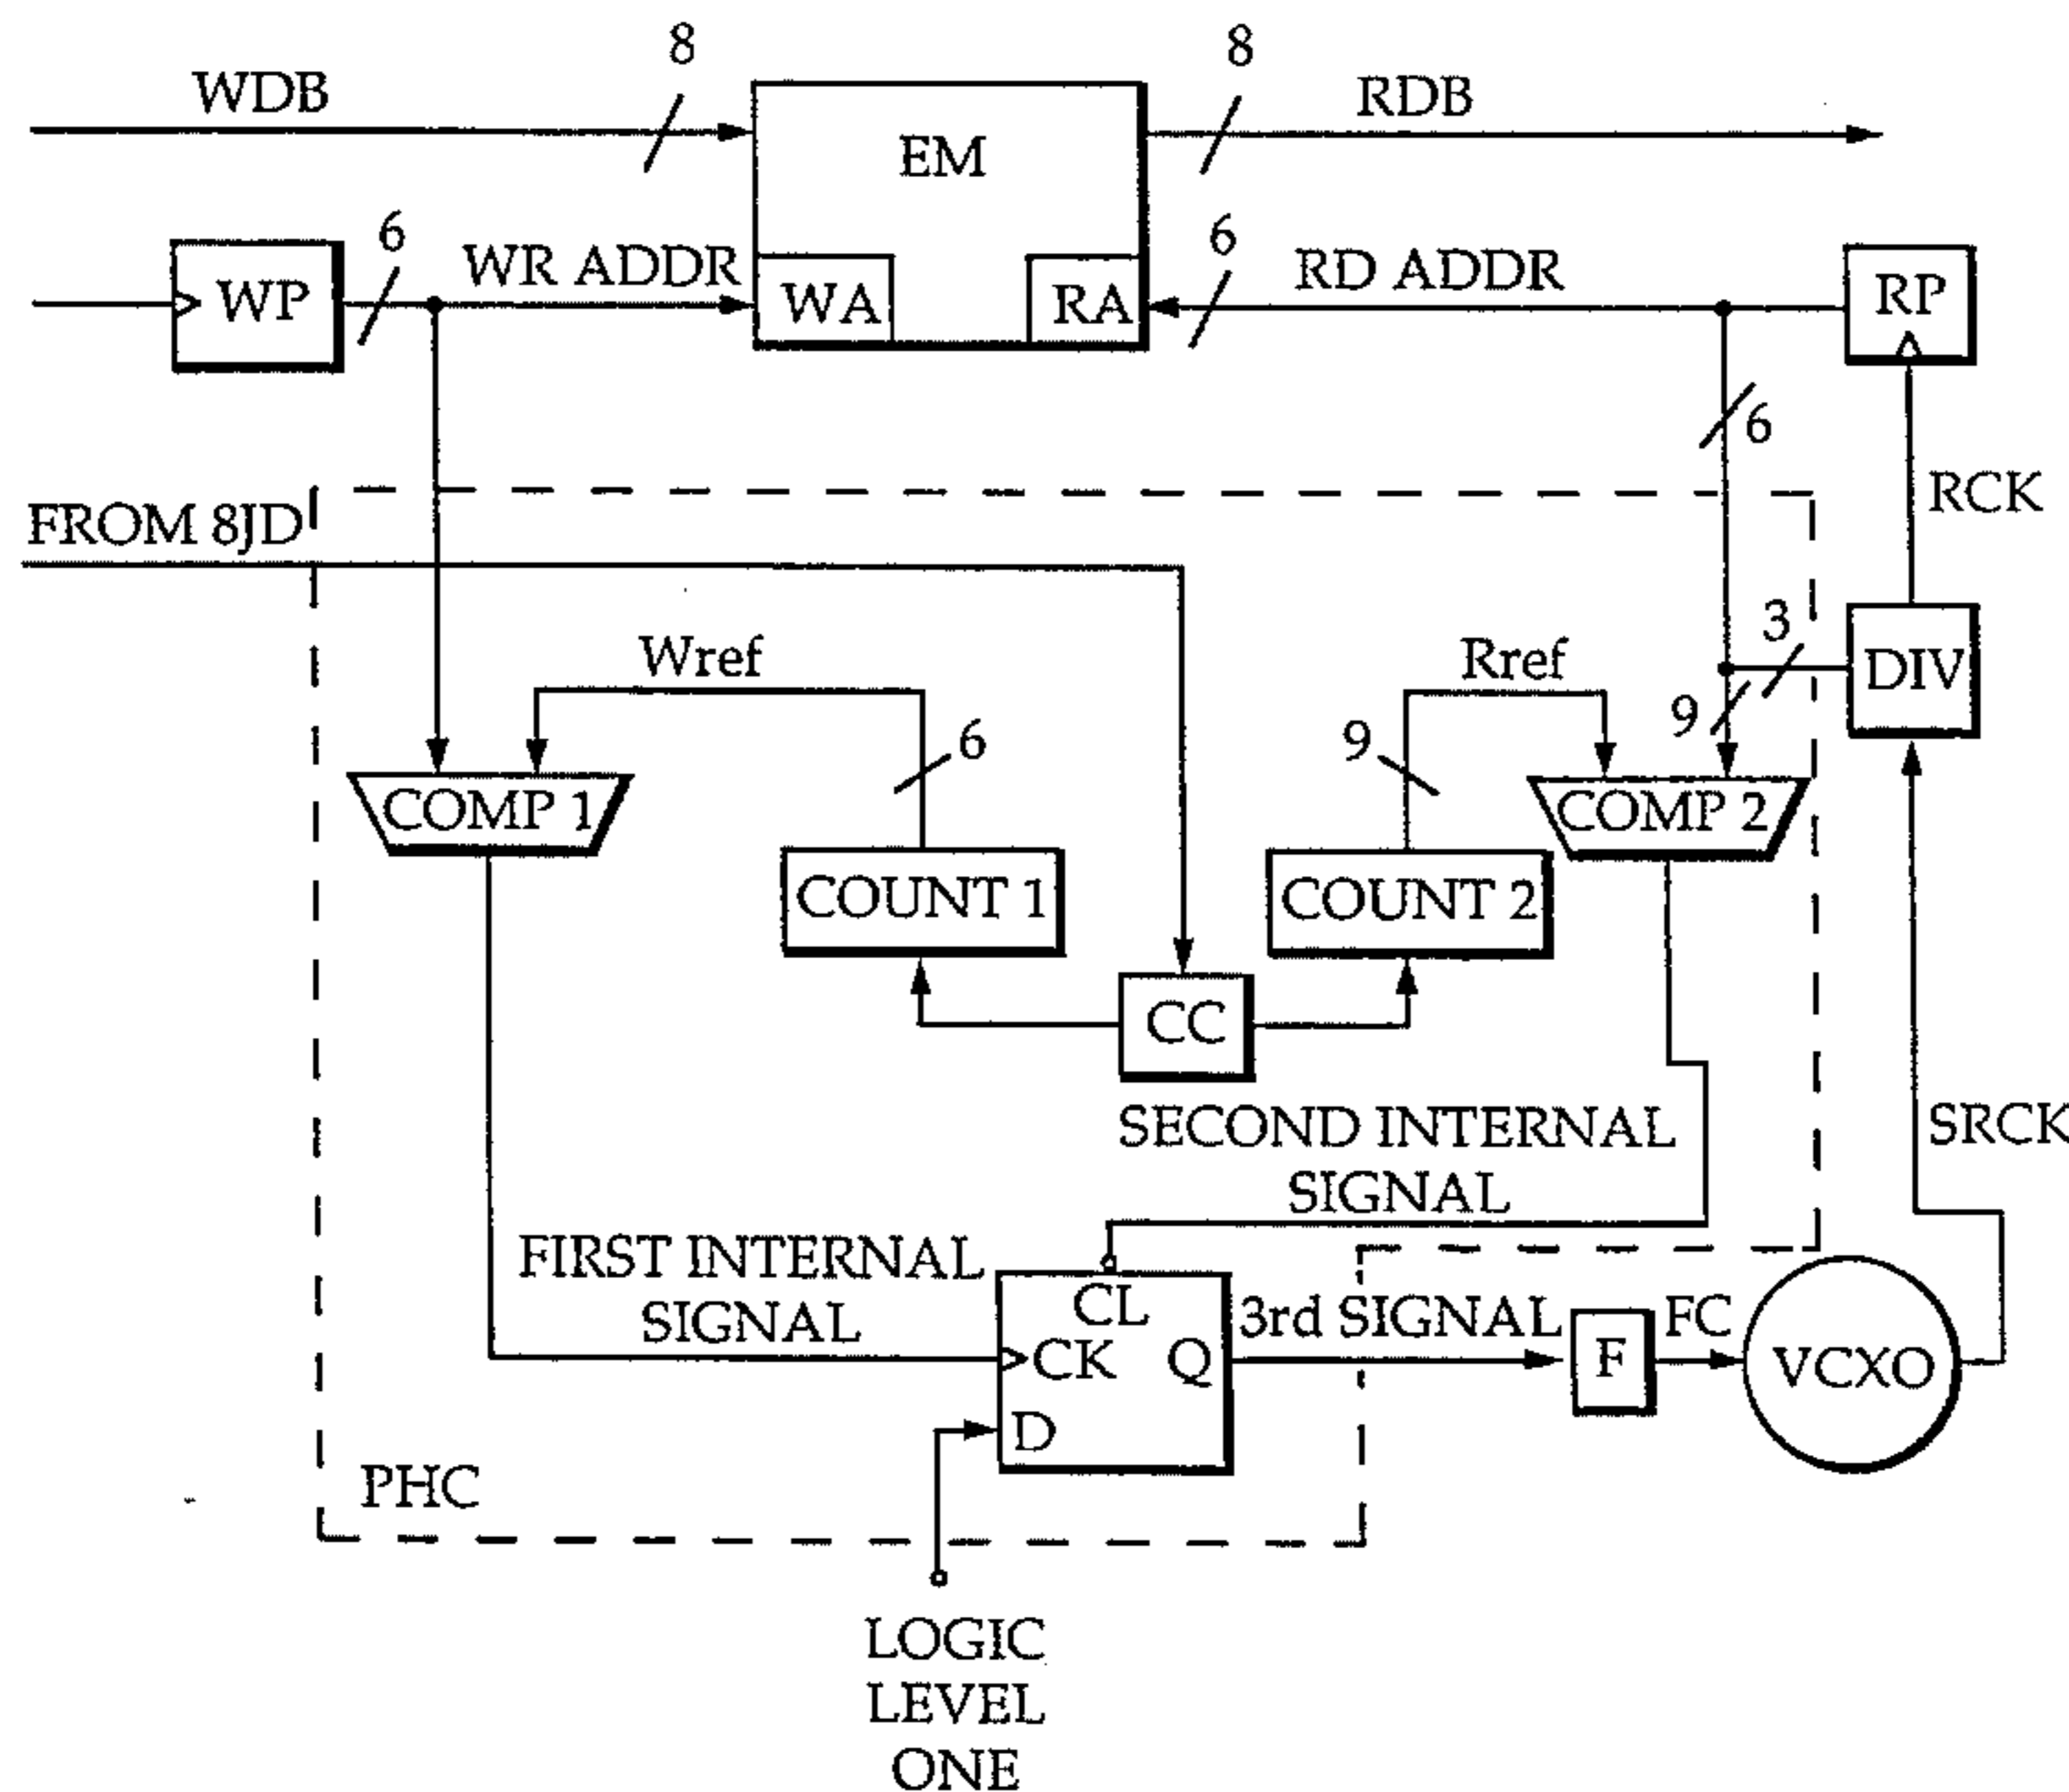 8
8
WDB
RDB
EM
6
WR ADDR
6
RD ADDR
WP
WA
RA
RP
6
FROM 8JD
RCK
3
Wref
Rref
DIV
9
6
9
COMP 1
COMP 2
COUNT 1
COUNT 2
CC
SECOND INTERNAL
SIGNAL
SRCK
FIRST INTERNAL
SIGNAL
CL
3rd SIGNAL
FC
CK
Q
F
VCXO
D
PHC
LOGIC
LEVEL
ONE